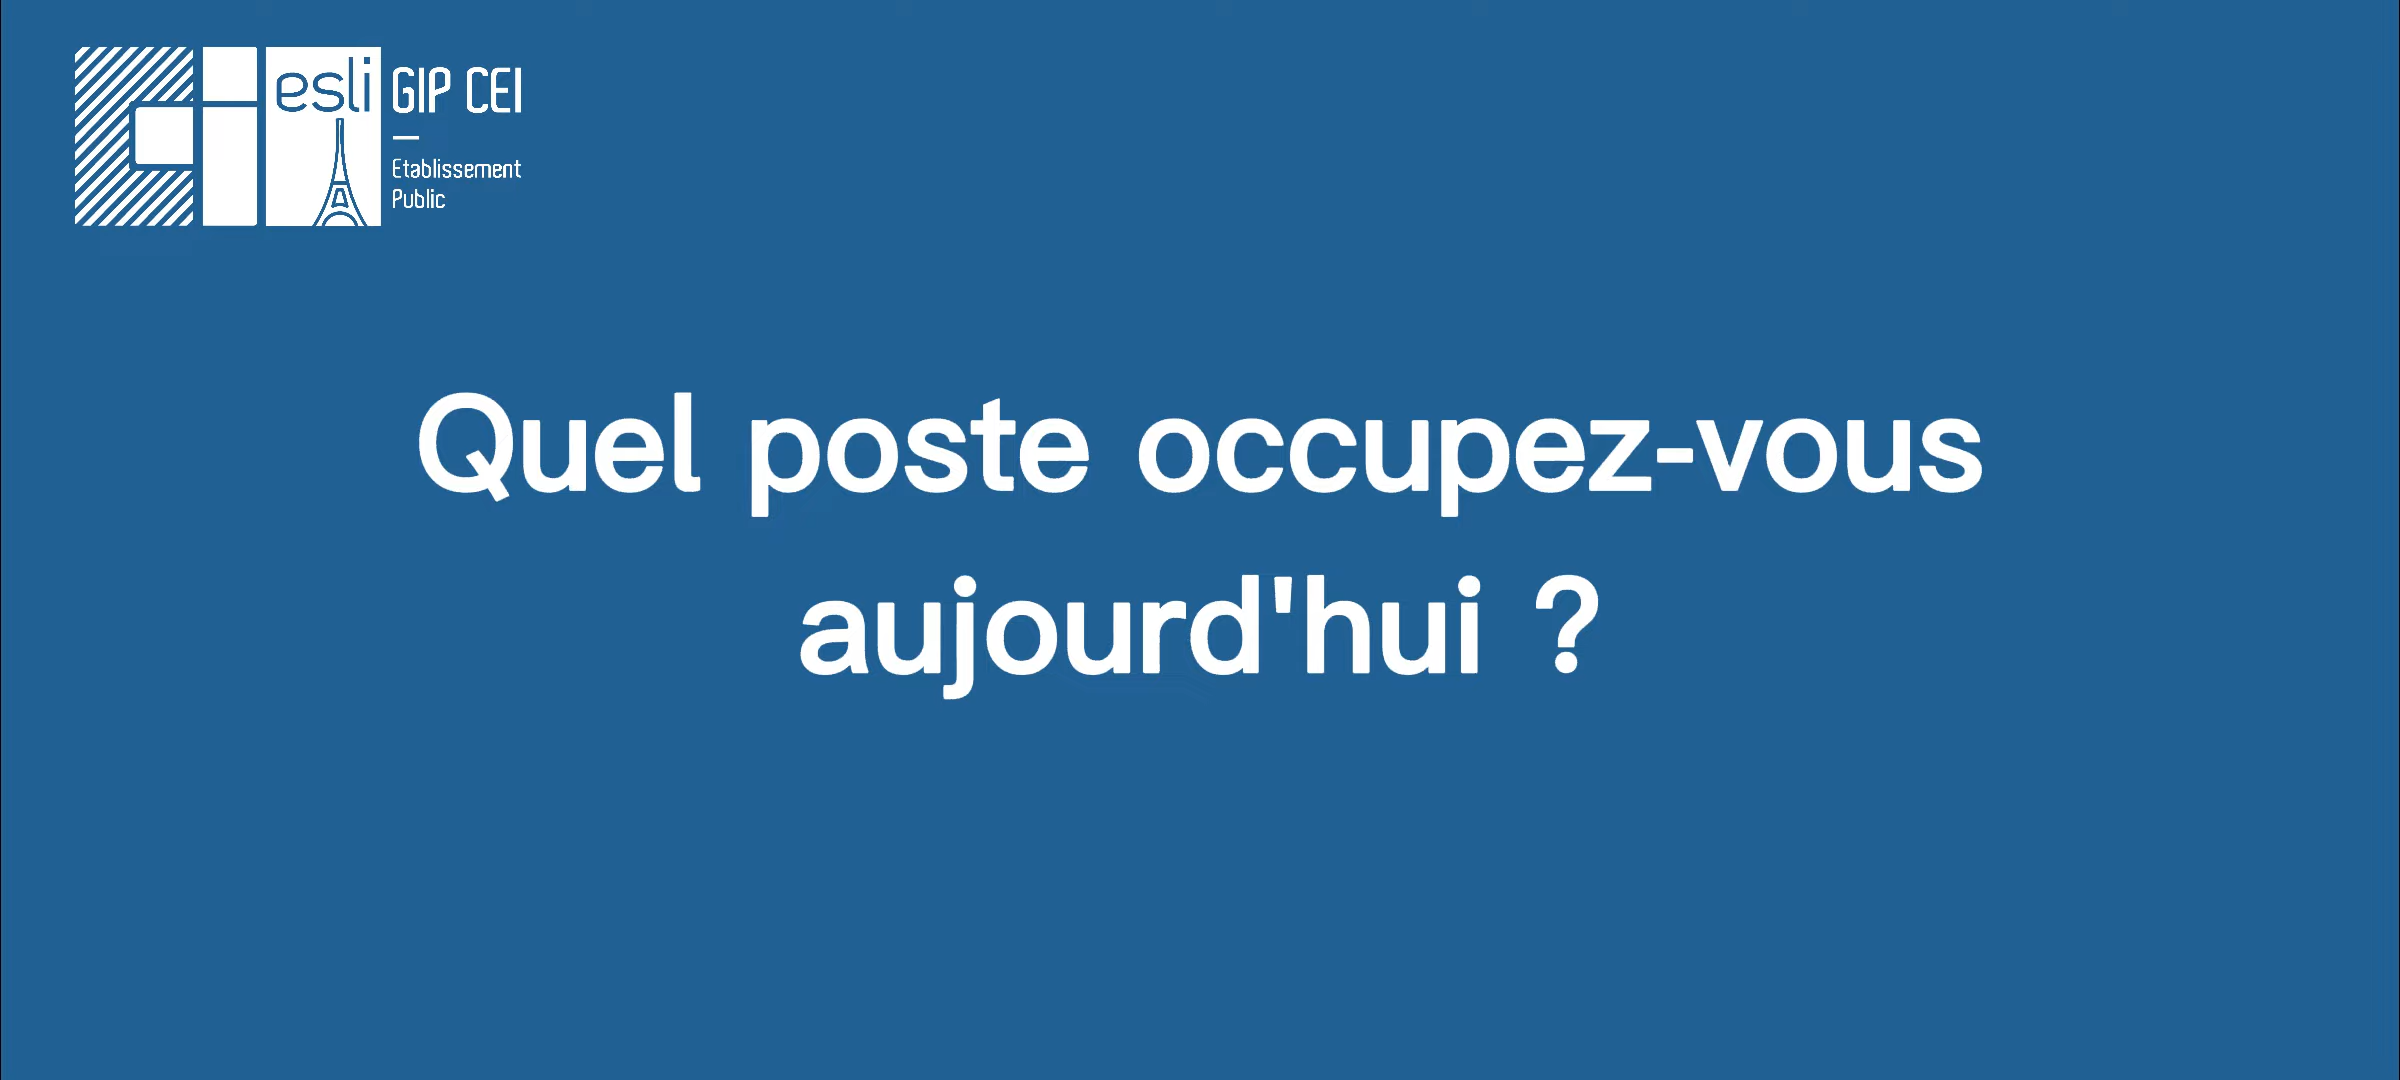 esli GIP CEI
Etablissement
Public
Quel poste occupez-vous
aujourd'hui ?